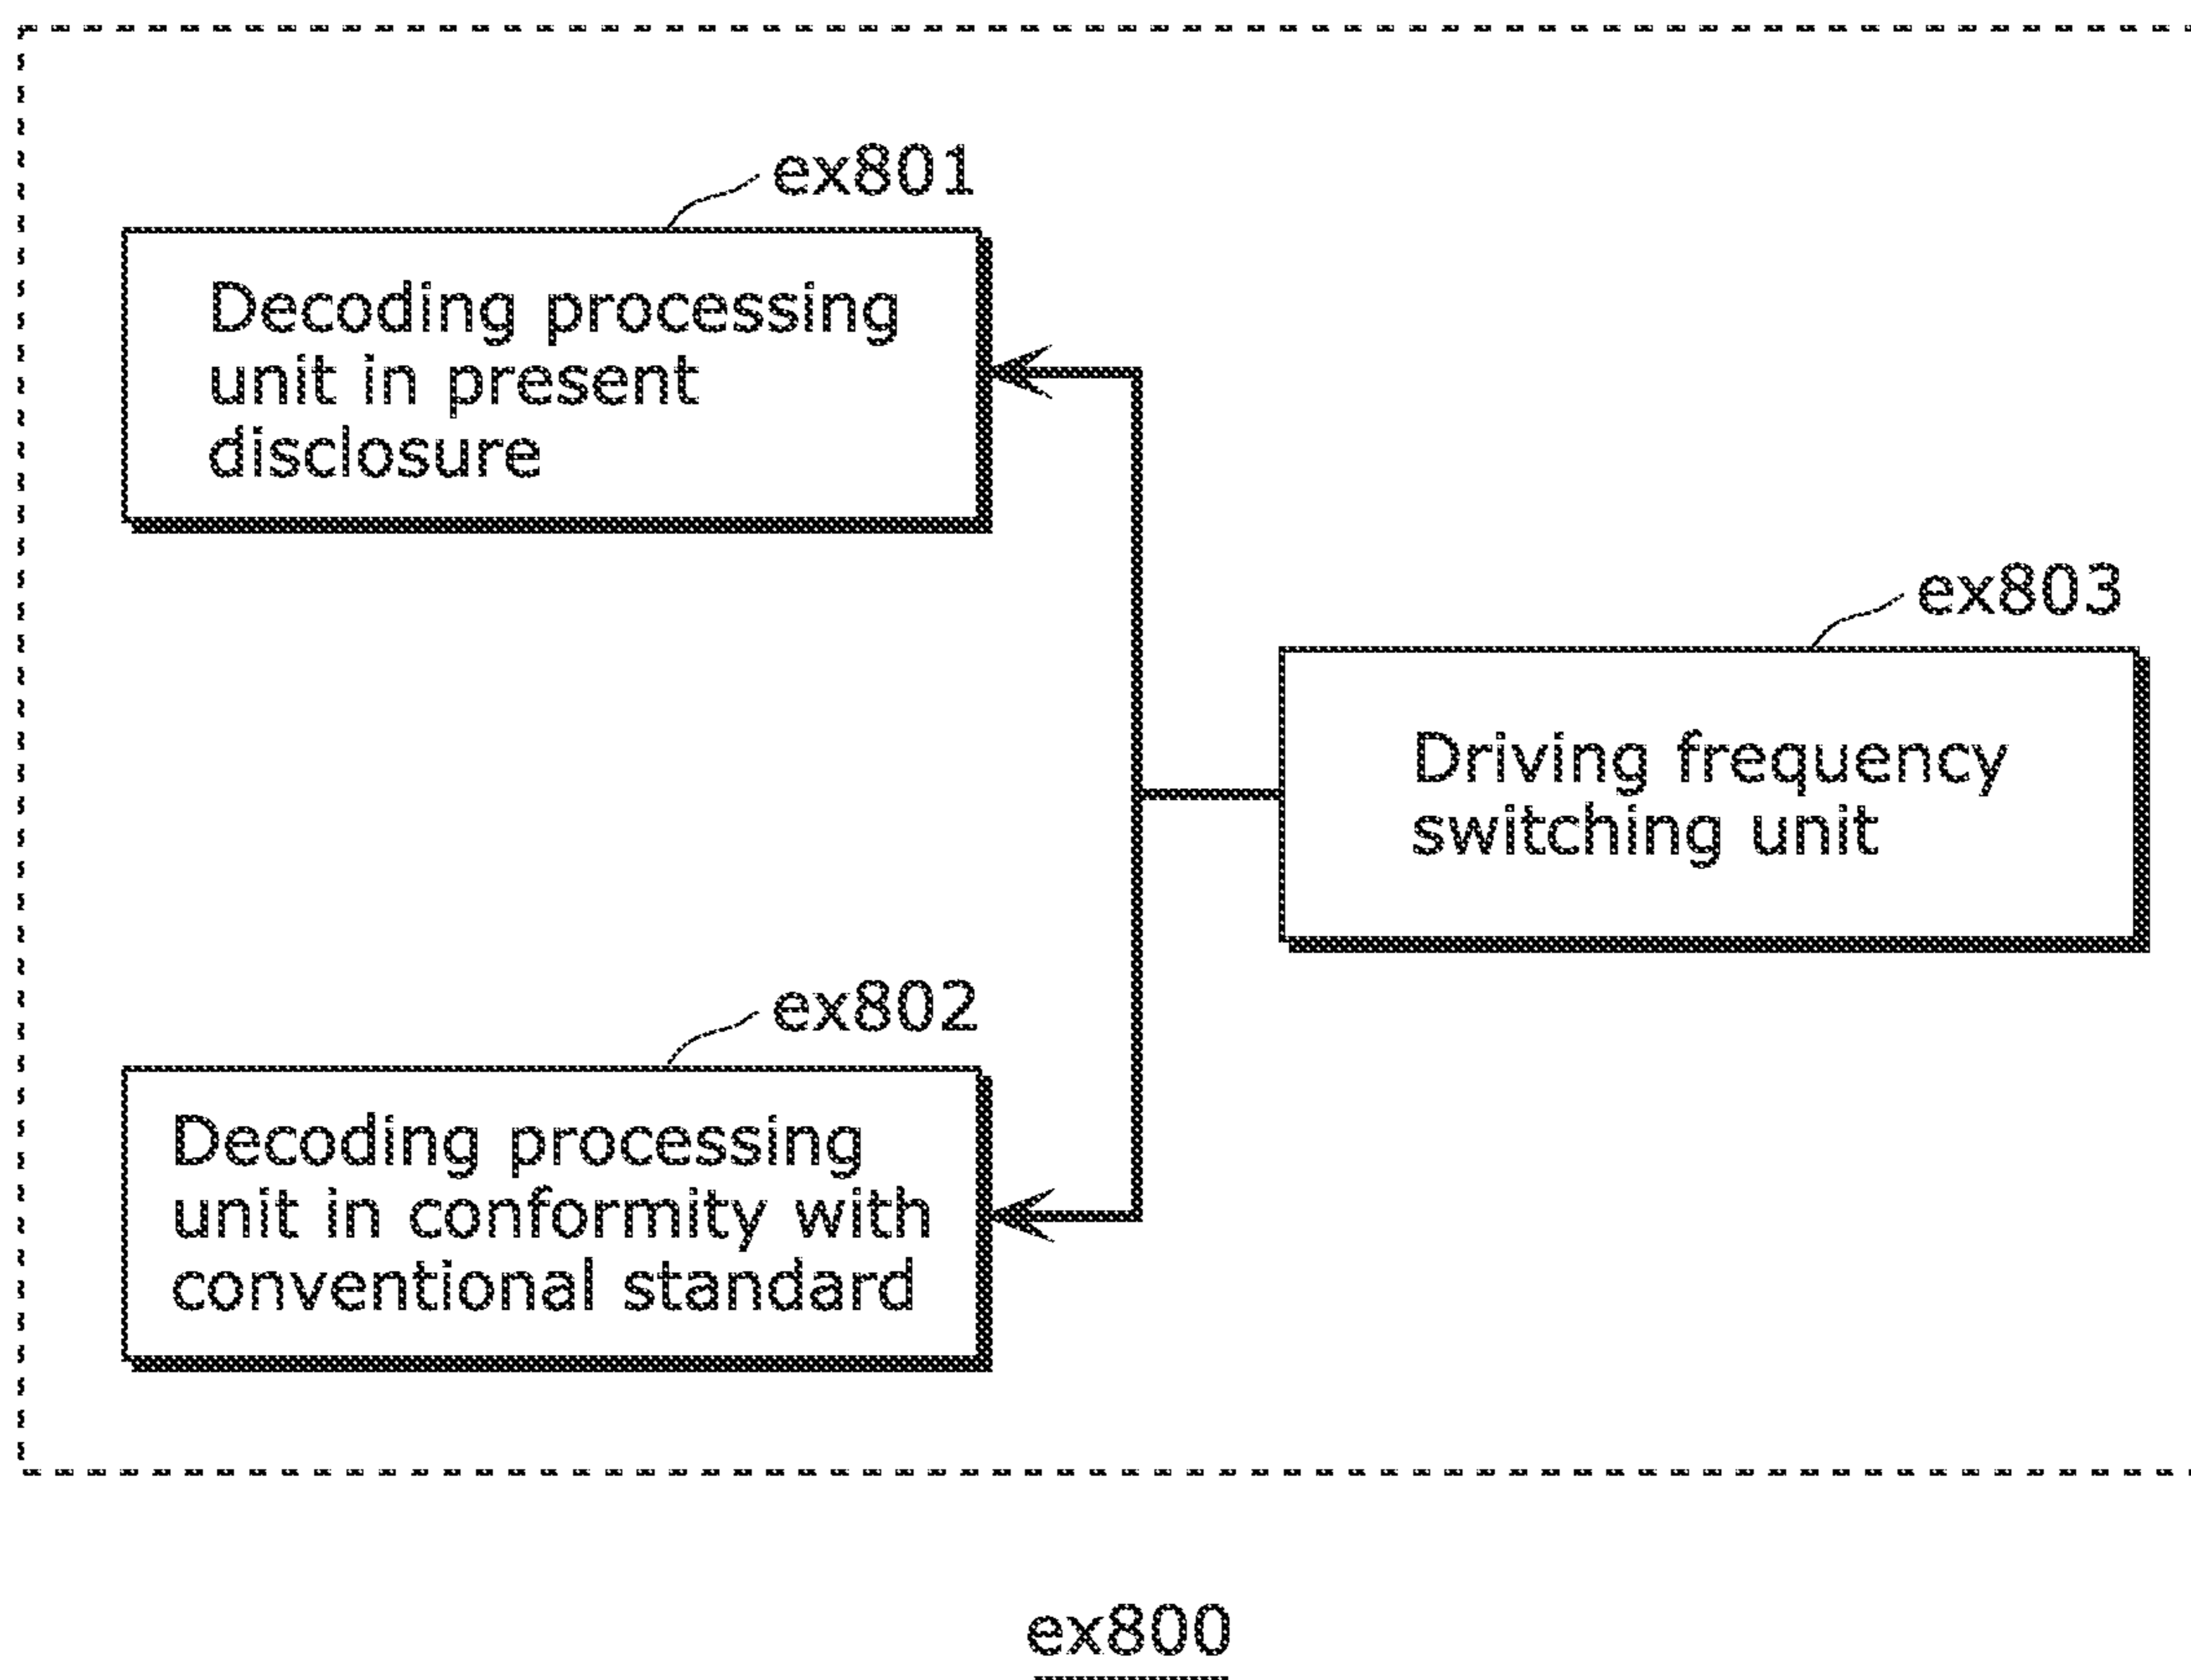 ex801
Decoding processing
unit in present
disclosure
ex803
Driving frequency
switching unit
ex802
Decoding processing
unit in conformity with
conventional standard
ex800